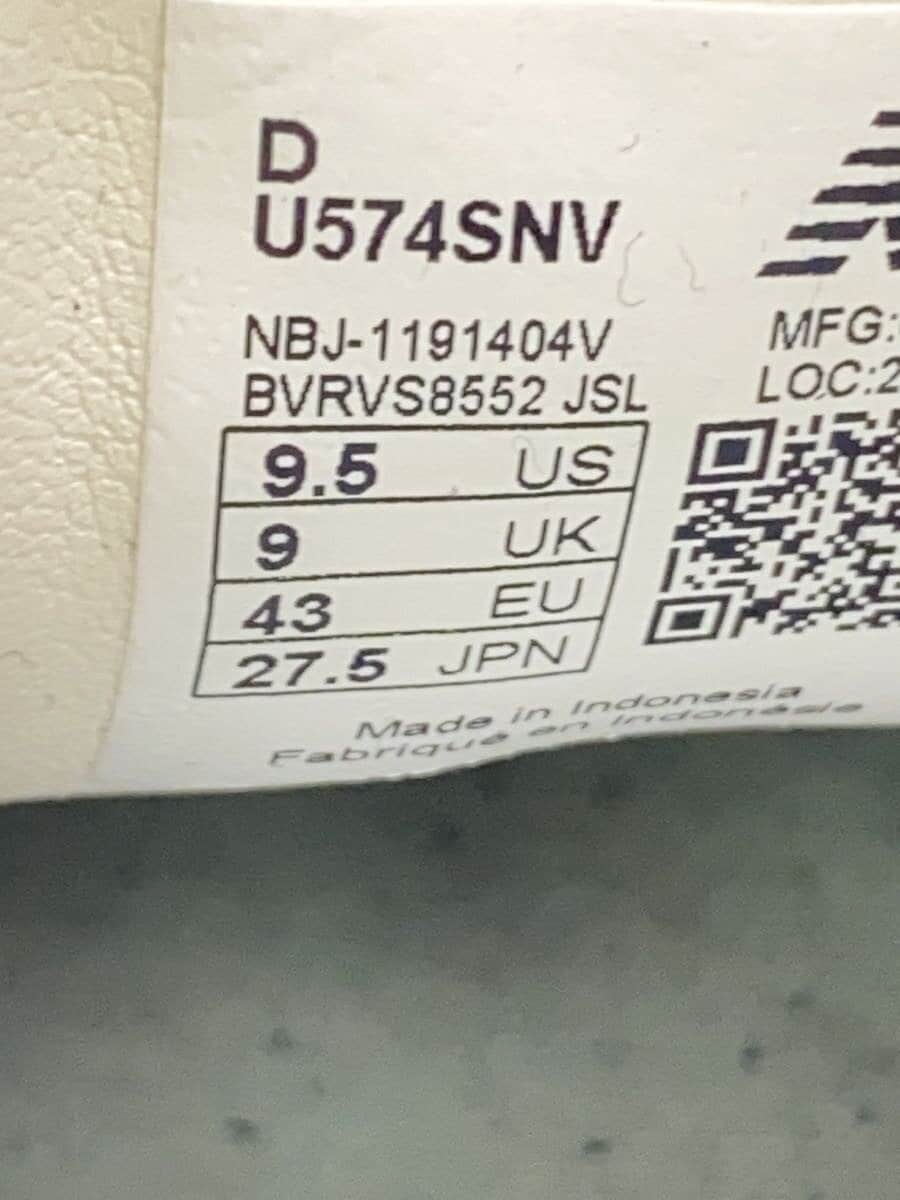 D
U574SNV
NBJ-1191404V
BVRVS8552 JSL
9.5 US
9 UK
43 EU
27.5 JPN
MFG:
LOC:2
Made in Indonesia
Fabriqué en Indonésie